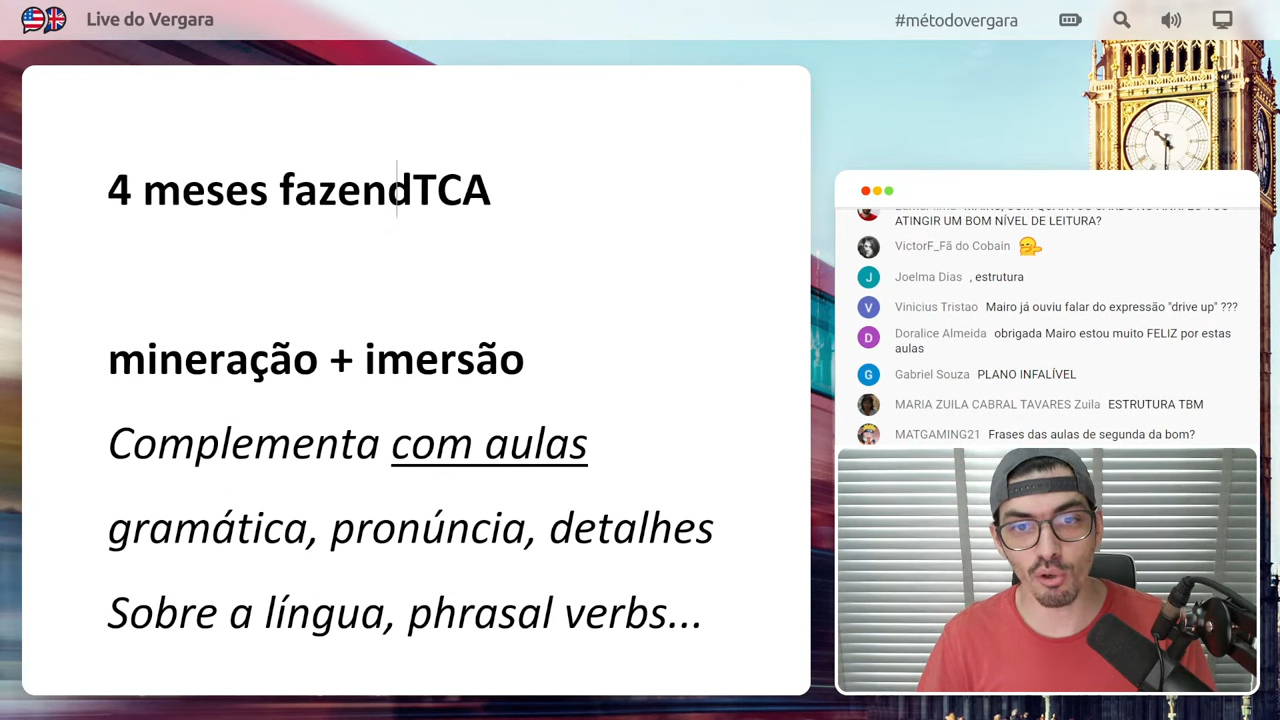 Live do Vergara
#métodovergara
4 meses fazendTCA
mineração + imersão
Complementa com aulas
gramática, pronúncia, detalhes
Sobre a língua, phrasal verbs...
ATINGIR UM BOM NÍVEL DE LEITURA?
VictorF_Fã do Cobain
J Joelma Dias , estrutura
V Vinicius Tristao Mairo já ouviu falar do expressão "drive up" ???
D Doralice Almeida obrigada Mairo estou muito FELIZ por estas
aulas
G Gabriel Souza PLANO INFALÍVEL
MARIA ZUILA CABRAL TAVARES Zuila ESTRUTURA TBM
MATGAMING21 Frases das aulas de segunda da bom?